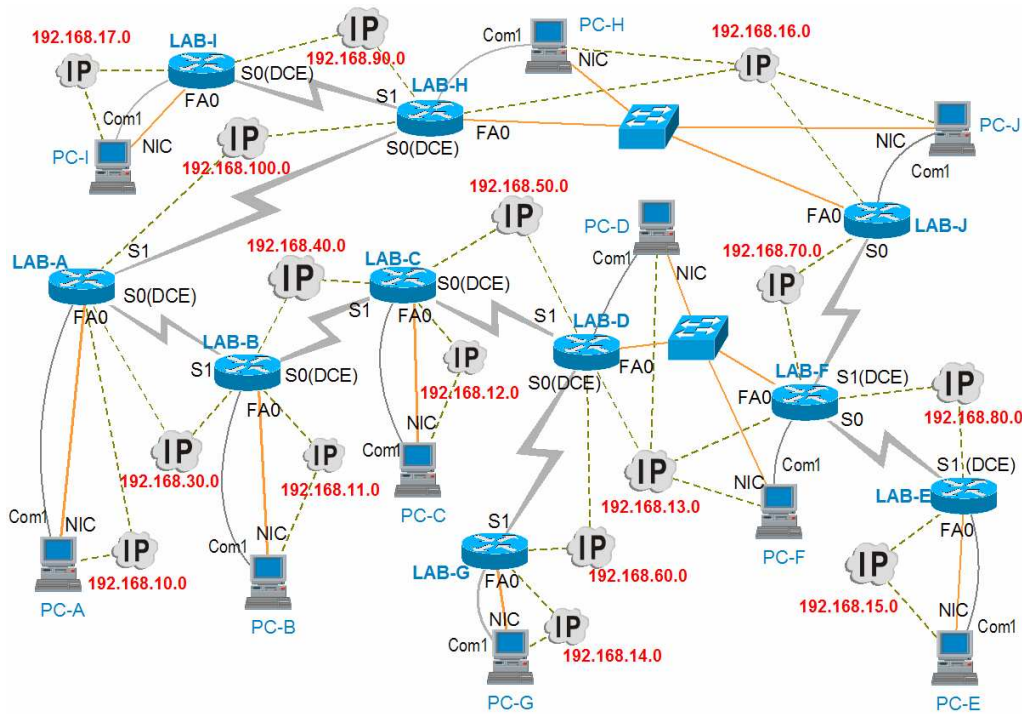 PC-H
192.168.17.0
LAB-I
IP
Com1
192.168.16.0
IP
192.168.90.0
NIC
IP
S0(DCE)
LAB-H
IP
S1
Com1
FA0
IP
FA0
NIC
PC-J
PC-I
NIC
S0(DCE)
Com1
192.168.100.0
192.168.50.0
PC-D
FA0
IP
LAB-J
S1
192.168.40.0
192.168.70.0
S0
LAB-A
LAB-C
Com1
IP
S0(DCE)
NIC
IP
S0(DCE)
S1
FA0
S1
LAB-D
FA0
LAB-B
IP
LAB-F
S1
S0(DCE)
FA0
S1(DCE)
IP
S0(DCE)
192.168.12.0
FA0
FA0
S0
192.168.80.0
NIC
IP
IP
Com1
IP
Com1
S1(DCE)
192.168.30.0
192.168.11.0
NIC
LAB-E
192.168.13.0
PC-C
Com1
NIC
S1
FA0
NIC
IP
Com1
IP
PC-F
192.168.10.0
LAB-G
192.168.60.0
IP
PC-A
FA0
192.168.15.0
NIC
PC-B
NIC
IP
Com1
Com1
192.168.14.0
PC-G
PC-E